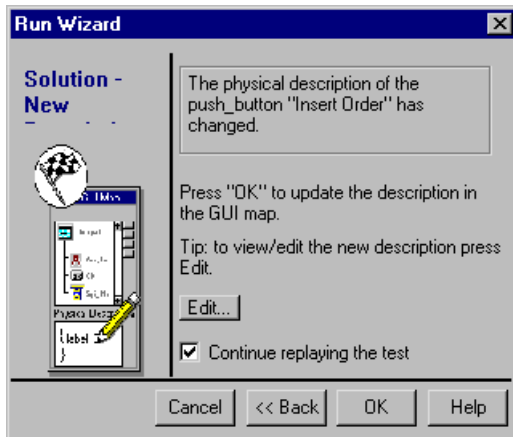 Run Wizard
Solution -
New
The physical description of the
push_button "Insert Order" has
changed.
Press "OK" to update the description in
the GUI map.
Tip: to view/edit the new description press
Edit.
Edit...
Continue replaying the test
Cancel
<< Back
OK
Help